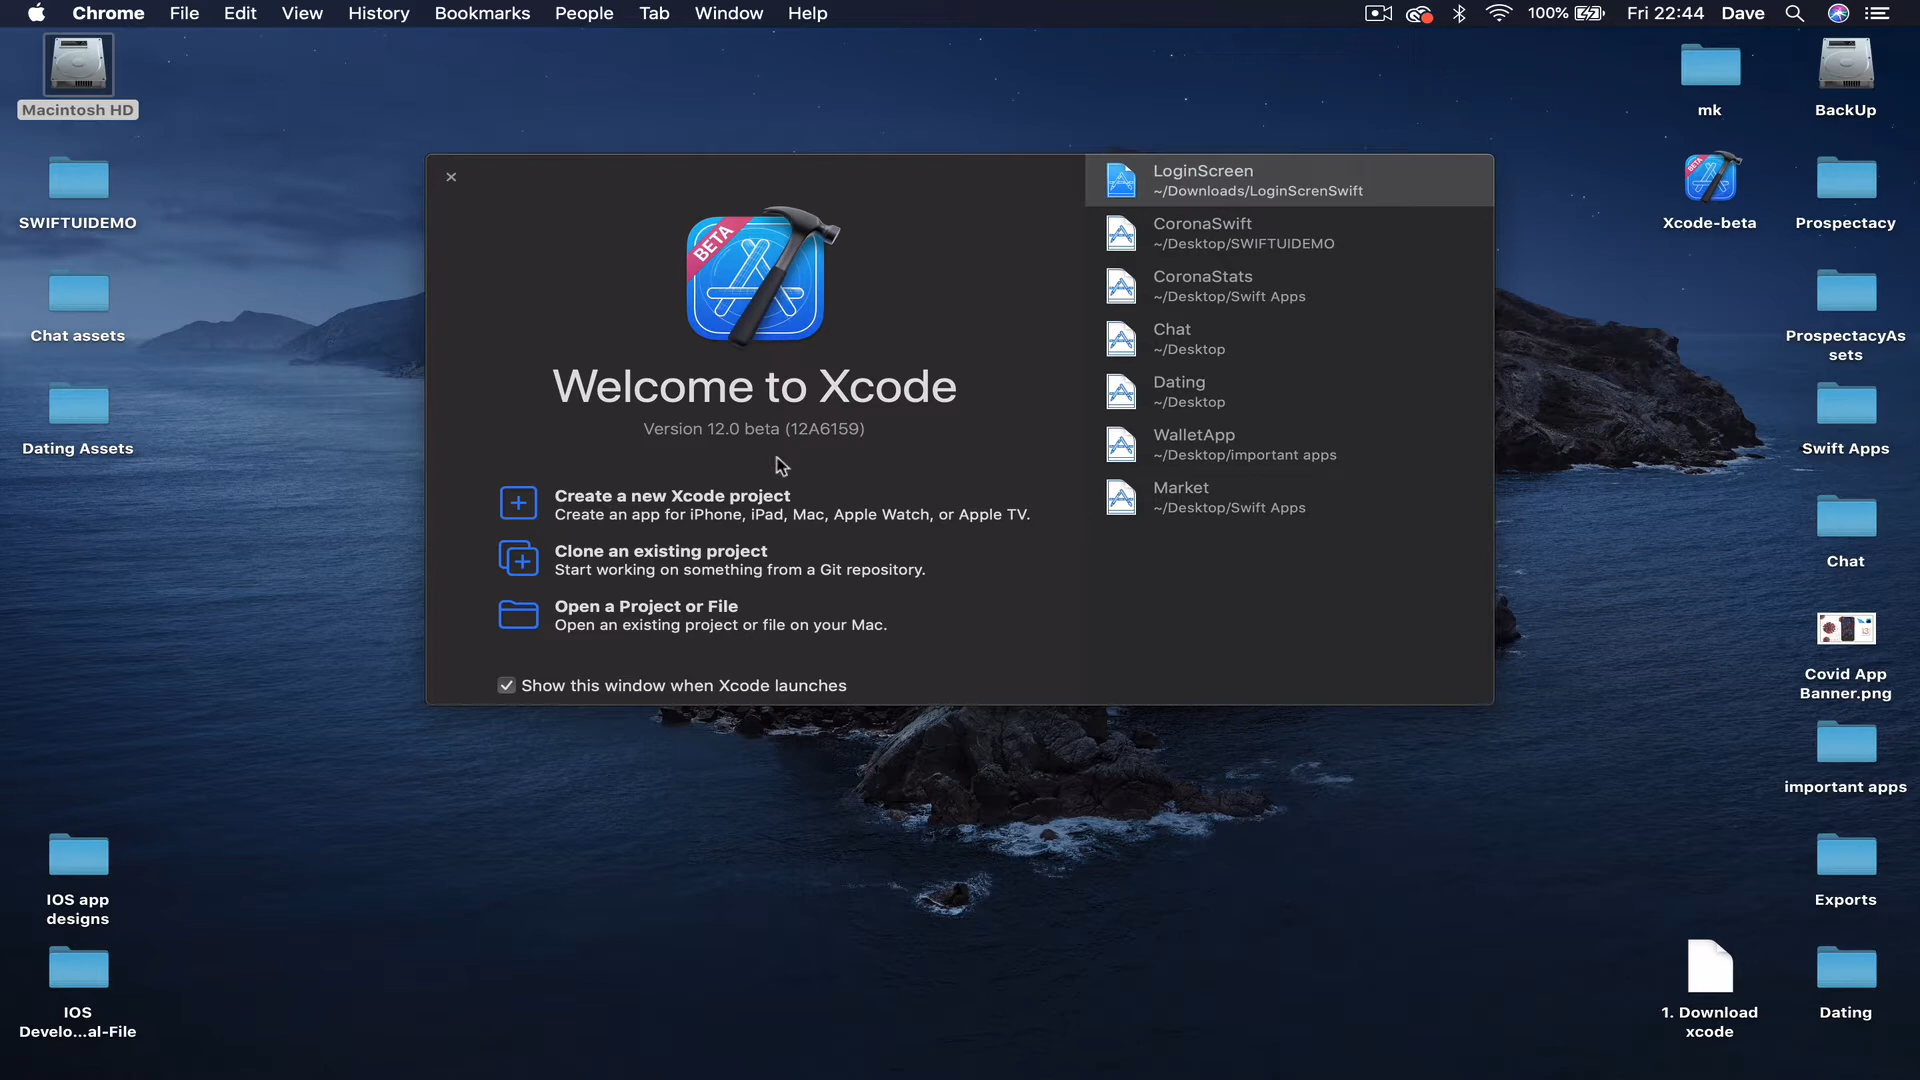 Chrome File Edit View History Bookmarks People Tab Window Help
100% Fri 22:44 Dave
Macintosh HD
SWIFTUIDEMO
Chat assets
Dating Assets
IOS app
designs
IOS
Develo...al-File
BETA
Welcome to Xcode
Version 12.0 beta (12A6159)
Create a new Xcode project
Create an app for iPhone, iPad, Mac, Apple Watch, or Apple TV.
Clone an existing project
Start working on something from a Git repository.
Open a Project or File
Open an existing project or file on your Mac.
Show this window when Xcode launches
LoginScreen
~/Downloads/LoginScrenSwift
CoronaSwift
~/Desktop/SWIFTUIDEMO
CoronaStats
~/Desktop/Swift Apps
Chat
~/Desktop
Dating
~/Desktop
WalletApp
~/Desktop/important apps
Market
~/Desktop/Swift Apps
mk
BETA
Xcode-beta
1. Download
xcode
BackUp
Prospectacy
ProspectacyAs
sets
Swift Apps
Chat
Covid App
Banner.png
important apps
Exports
Dating